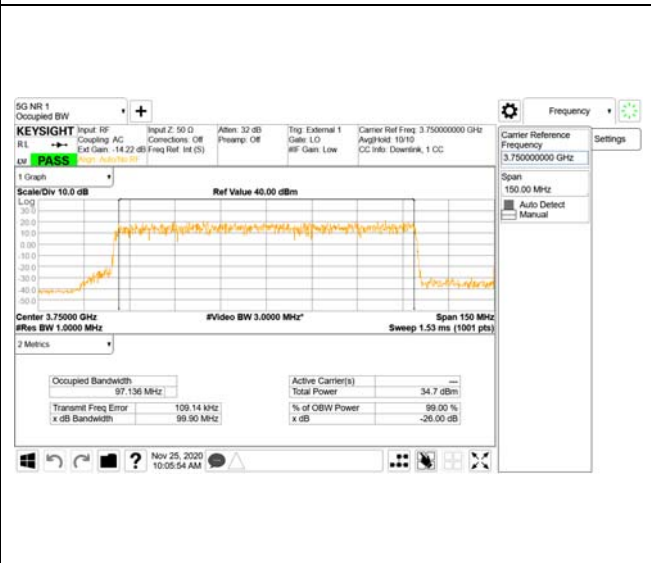 5G NR 1
Occupied BW
Frequency
KEYSIGHT
Input: RF
Coupling: AC
Ext Gain: -14.22 dB
Align: Auto/No RF
Input Z: 50 Ω
Corrections: Off
Freq Ref: Int (S)
Atten: 32 dB
Preamp: Off
Trig: External 1
Gate: LO
#IF Gain: Low
Carrier Ref Freq: 3.750000000 GHz
Avg|Hold: 10/10
CC Info: Downlink, 1 CC
R L
PASS
Carrier Reference
Frequency
3.750000000 GHz
Settings
Span
150.00 MHz
Auto Detect
Manual
1 Graph
Scale/Div 10.0 dB
Ref Value 40.00 dBm
Log
30.0
20.0
10.0
0.00
-10.0
-20.0
-30.0
-40.0
-50.0
Center 3.75000 GHz
#Video BW 3.0000 MHz*
Span 150 MHz
#Res BW 1.0000 MHz
Sweep 1.53 ms (1001 pts)
2 Metrics
Occupied Bandwidth
97.136 MHz
Active Carrier(s) ---
Total Power 34.7 dBm
Transmit Freq Error 109.14 kHz
x dB Bandwidth 99.90 MHz
% of OBW Power 99.00 %
x dB -26.00 dB
Nov 25, 2020
10:05:54 AM